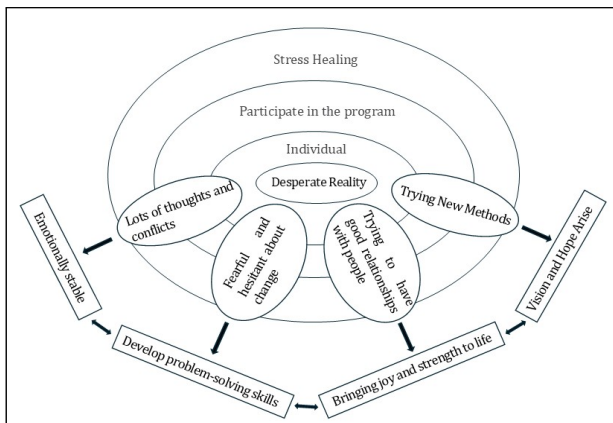 Stress Healing
Participate in the program
Individual
Desperate Reality
Lots of thoughts and
conflicts
Fearful and
hesitant about
change
Trying to have
good relationships
with people
Trying New Methods
Emotionally stable
Develop problem-solving skills
Bringing joy and strength to life
Vision and Hope Arise